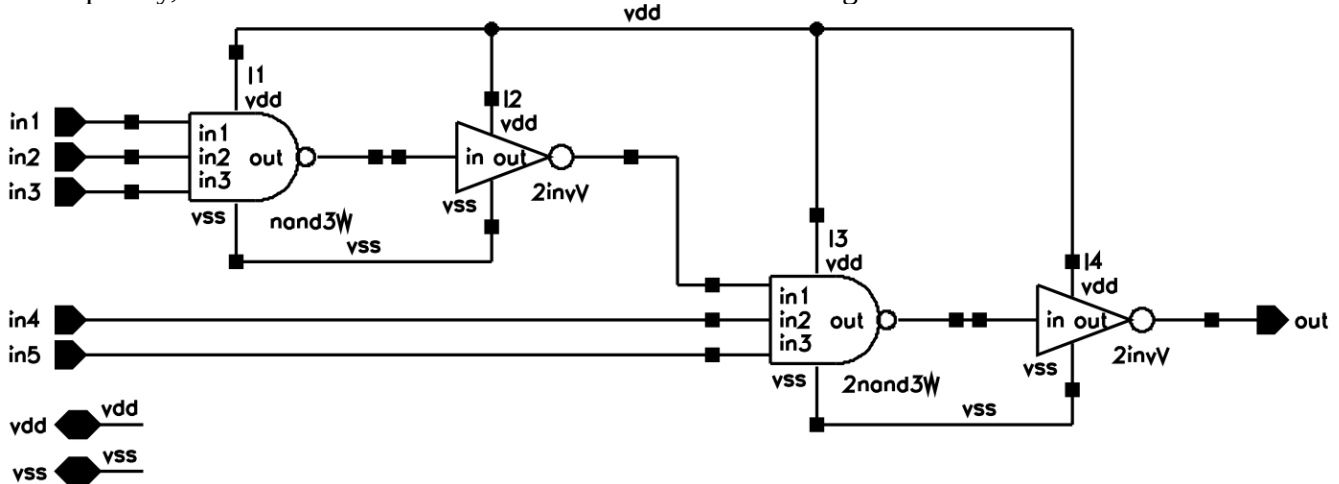 vdd
I1
vdd
I2
vdd
in1
in2
in3
in1
in2
in3
out
in out
vss
nand3W
vss
2invV
vss
I3
vdd
I4
vdd
in4
in5
in1
in2
in3
out
in out
out
vss
2nand3W
vss
2invV
vss
vdd
vdd
vss
vss